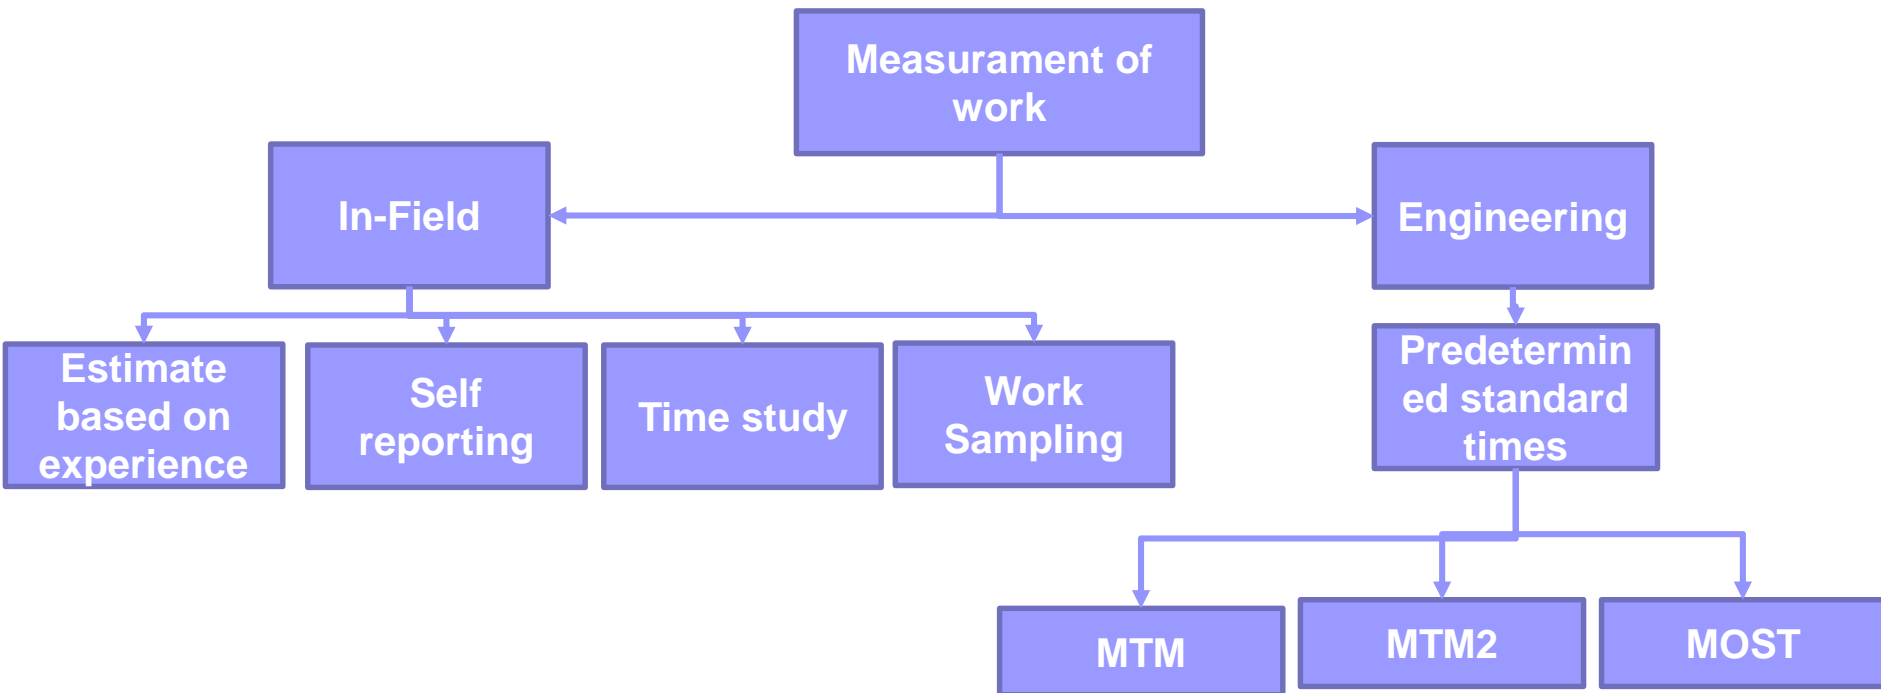 Measurament of
work
In-Field
Engineering
Estimate
based on
experience
Self
reporting
Time study
Work
Sampling
Predetermin
ed standard
times
MTM
MTM2
MOST